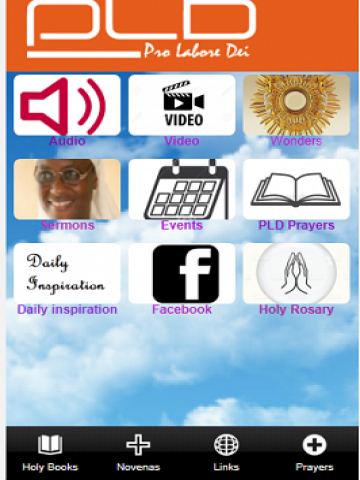 PLD
Pro Labore Dei
VIDEO
Audio
Video
Wonders
Sermons
Events
PLD Prayers
Daily
Inspiration
Daily inspiration
Facebook
Holy Rosary
Holy Books
Novenas
Links
Prayers